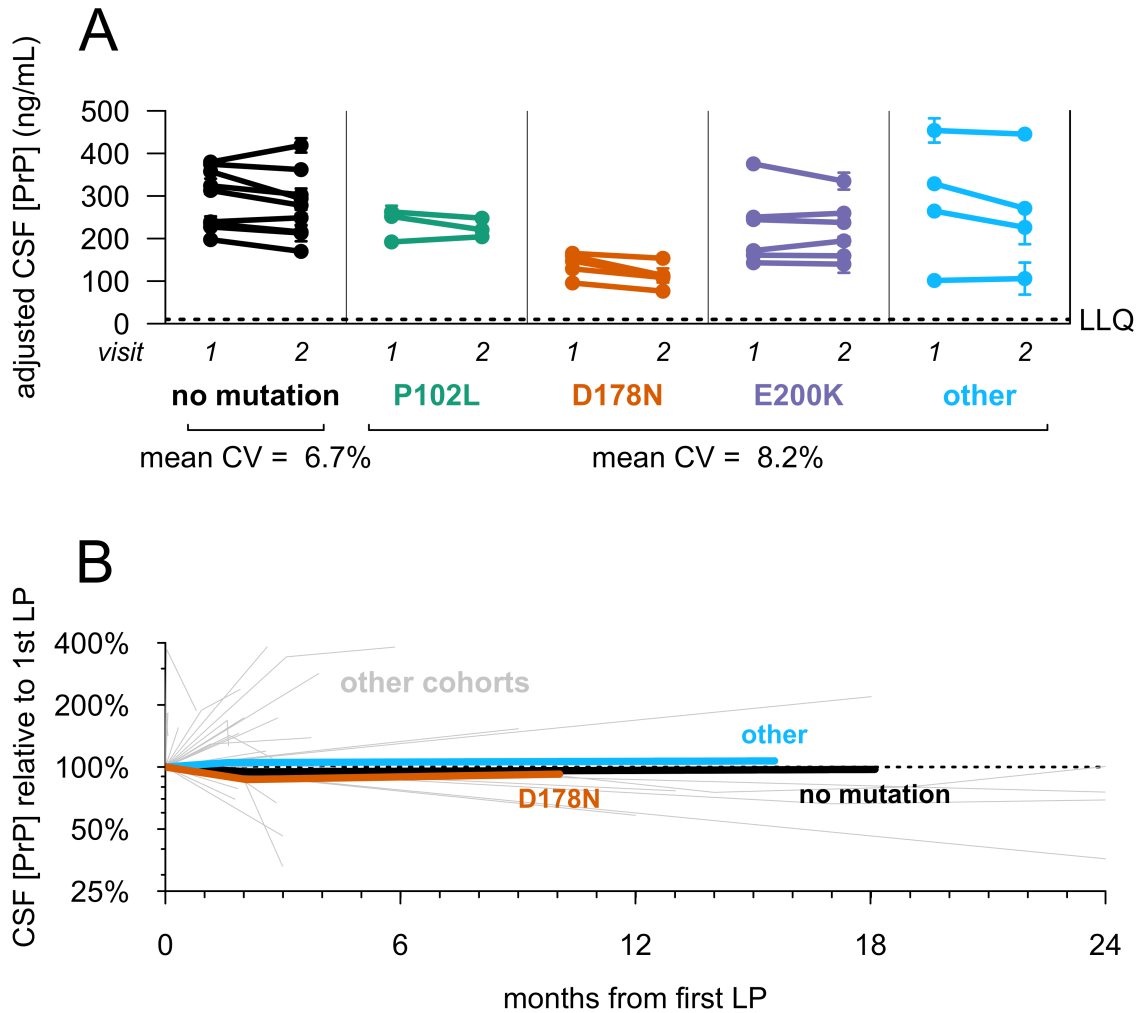 A
adjusted CSF [PrP] (ng/mL)
500
400
300
200
100
0
LLQ
visit 1 2 1 2 1 2 1 2 1 2
no mutation P102L D178N E200K other
mean CV = 6.7% mean CV = 8.2%
B
CSF [PrP] relative to 1st LP
400%
200%
100%
50%
25%
other cohorts
other
D178N
no mutation
0 6 12 18 24
months from first LP